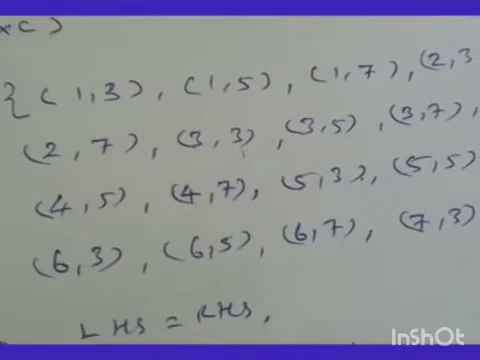 ×C)
{(1,3), (1,5), (1,7), (2,3
(2,7), (3,3), (3,5), (3,7),
(4,5), (4,7), (5,3), (5,5)
(6,3), (6,5), (6,7), (7,3)
LHS = RHS,
InShOt